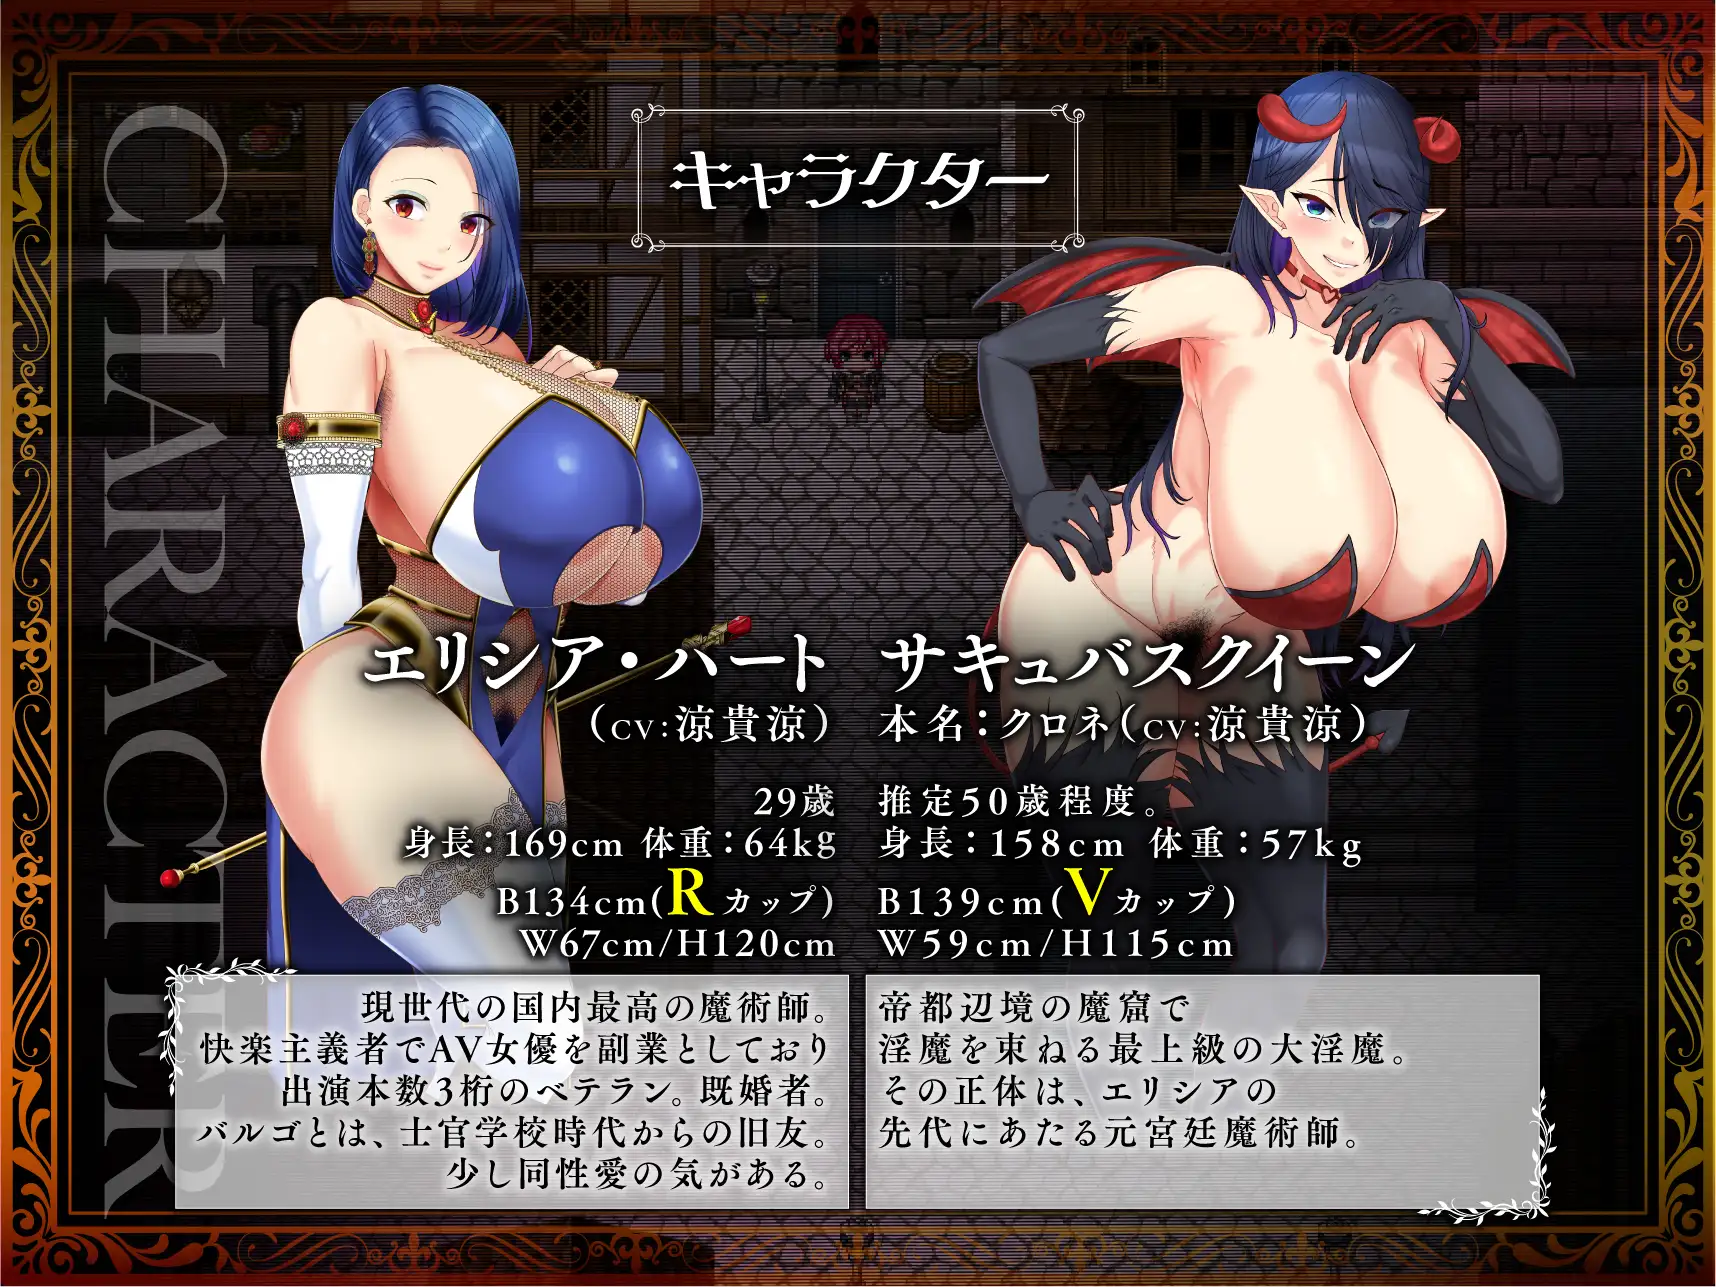 CHARACTER
キャラクター
エリシア・ハート
(CV:涼貴涼)
29歳
身長:169cm 体重:64kg
B134cm(Rカップ)
W67cm/H120cm
現世代の国内最高の魔術師。
快楽主義者でAV女優を副業としており
出演本数3桁のベテラン。既婚者。
バルゴとは、士官学校時代からの旧友。
少し同性愛の気がある。
サキュバスクイーン
本名:クロネ(CV:涼貴涼)
推定50歳程度。
身長:158cm 体重:57kg
B139cm(Vカップ)
W59cm/H115cm
帝都辺境の魔窟で
淫魔を束ねる最上級の大淫魔。
その正体は、エリシアの
先代にあたる元宮廷魔術師。